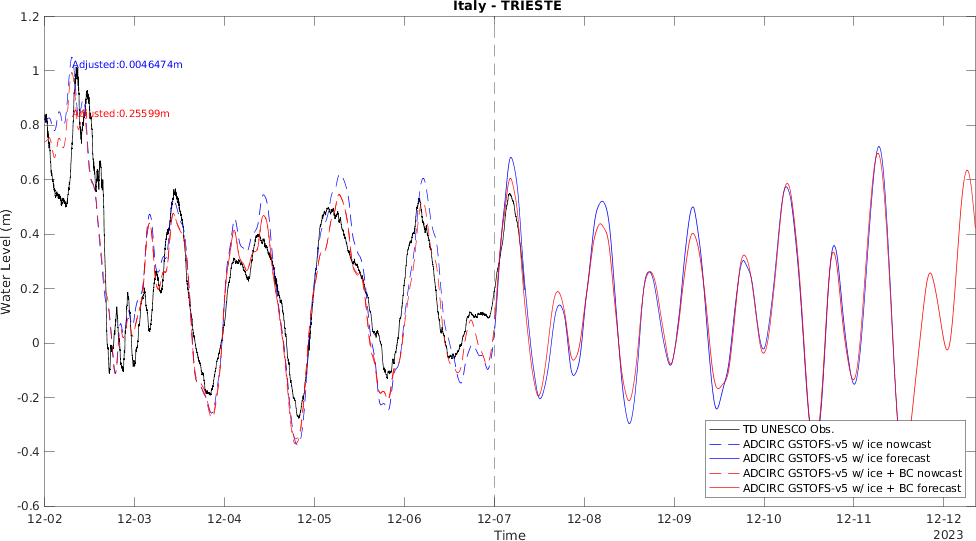 Italy - TRIESTE
1.2
1
0.8
0.6
0.4
0.2
0
-0.2
-0.4
-0.6
Water Level (m)
Adjusted:0.0046474m
Adjusted:0.25599m
TD UNESCO Obs.
ADCIRC GSTOFS-v5 w/ ice nowcast
ADCIRC GSTOFS-v5 w/ ice forecast
ADCIRC GSTOFS-v5 w/ ice + BC nowcast
ADCIRC GSTOFS-v5 w/ ice + BC forecast
12-02 12-03 12-04 12-05 12-06 12-07 12-08 12-09 12-10 12-11 12-12
2023
Time